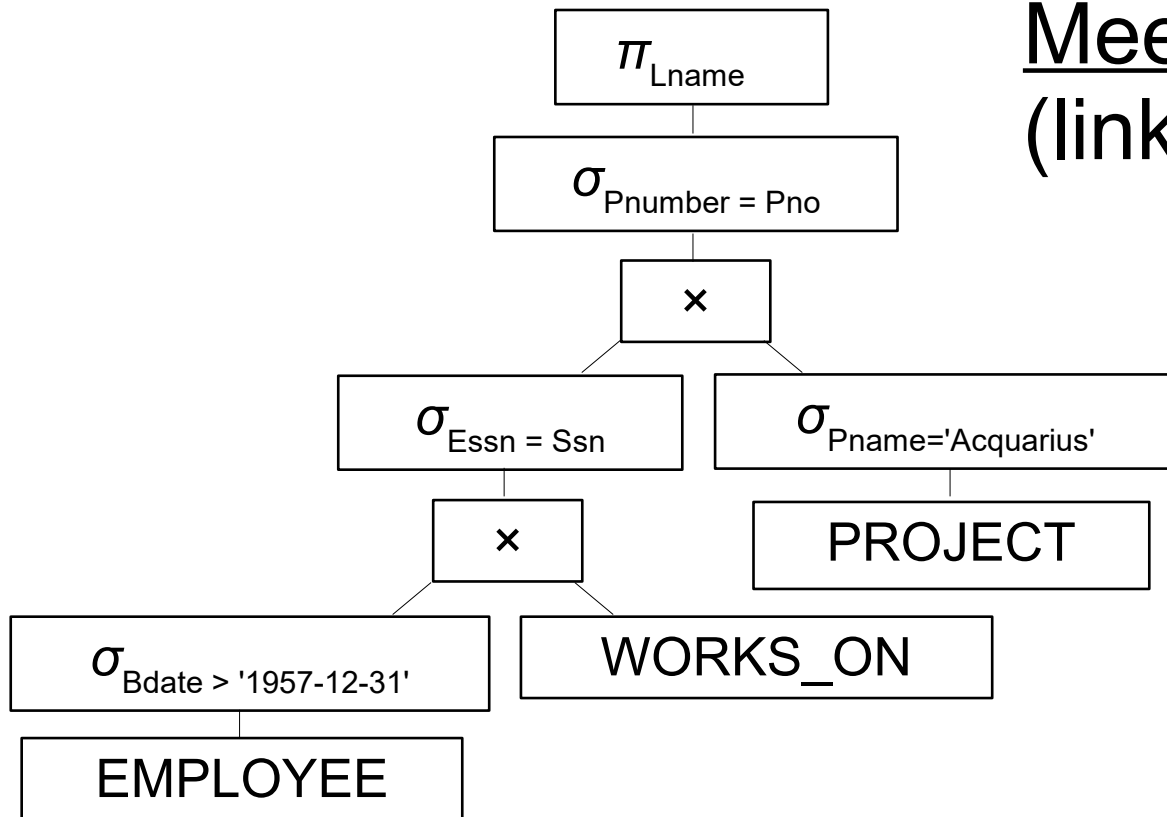 π Lname
σ Pnumber = Pno
×
σ Essn = Ssn
σ Pname='Acquarius'
×
PROJECT
σ Bdate > '1957-12-31'
WORKS_ON
EMPLOYEE